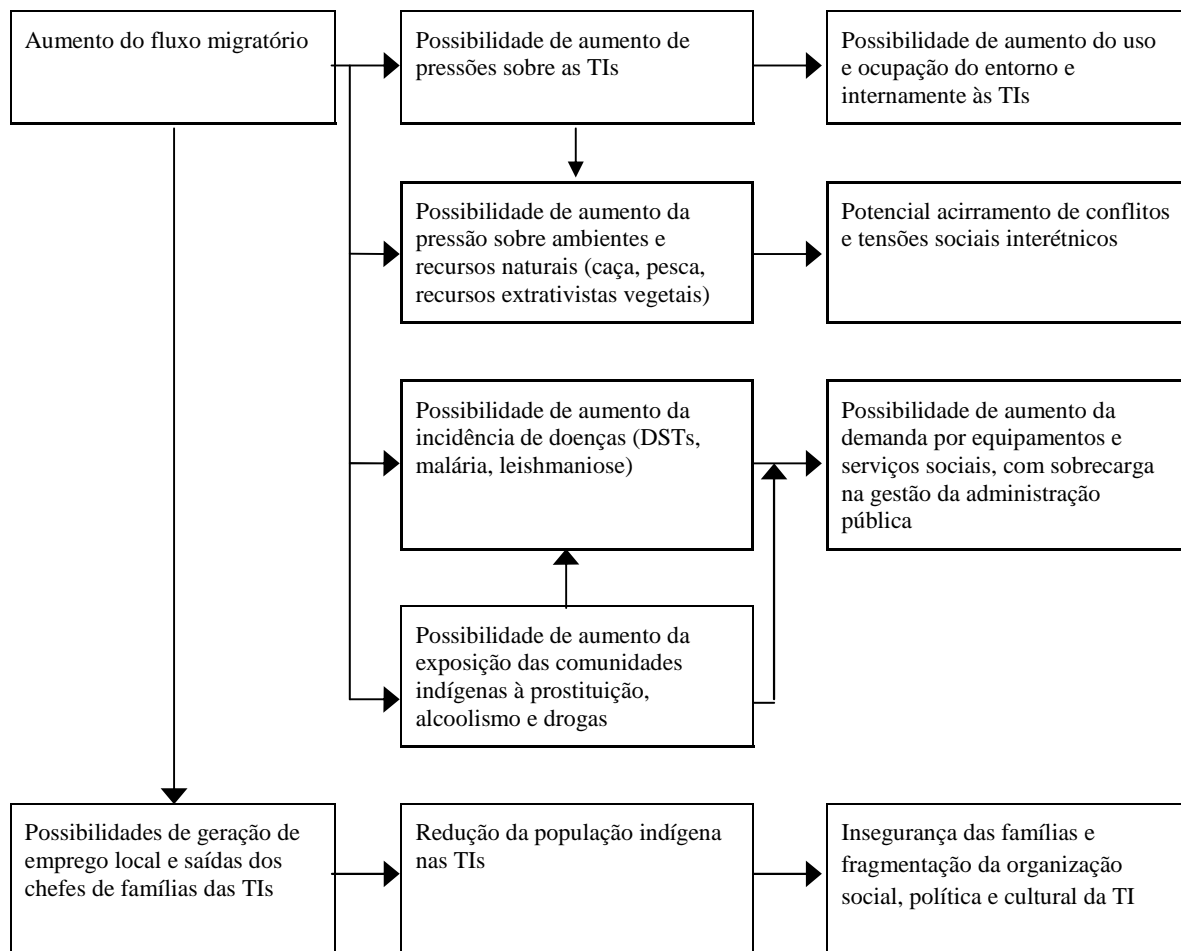 Aumento do fluxo migratório
Possibilidade de aumento de
pressões sobre as TIs
Possibilidade de aumento do uso
e ocupação do entorno e
internamente às TIs
Possibilidade de aumento da
pressão sobre ambientes e
recursos naturais (caça, pesca,
recursos extrativistas vegetais)
Potencial acirramento de conflitos
e tensões sociais interétnicos
Possibilidade de aumento da
incidência de doenças (DSTs,
malária, leishmaniose)
Possibilidade de aumento da
demanda por equipamentos e
serviços sociais, com sobrecarga
na gestão da administração
pública
Possibilidade de aumento da
exposição das comunidades
indígenas à prostituição,
alcoolismo e drogas
Possibilidades de geração de
emprego local e saídas dos
chefes de famílias das TIs
Redução da população indígena
nas TIs
Insegurança das famílias e
fragmentação da organização
social, política e cultural da TI